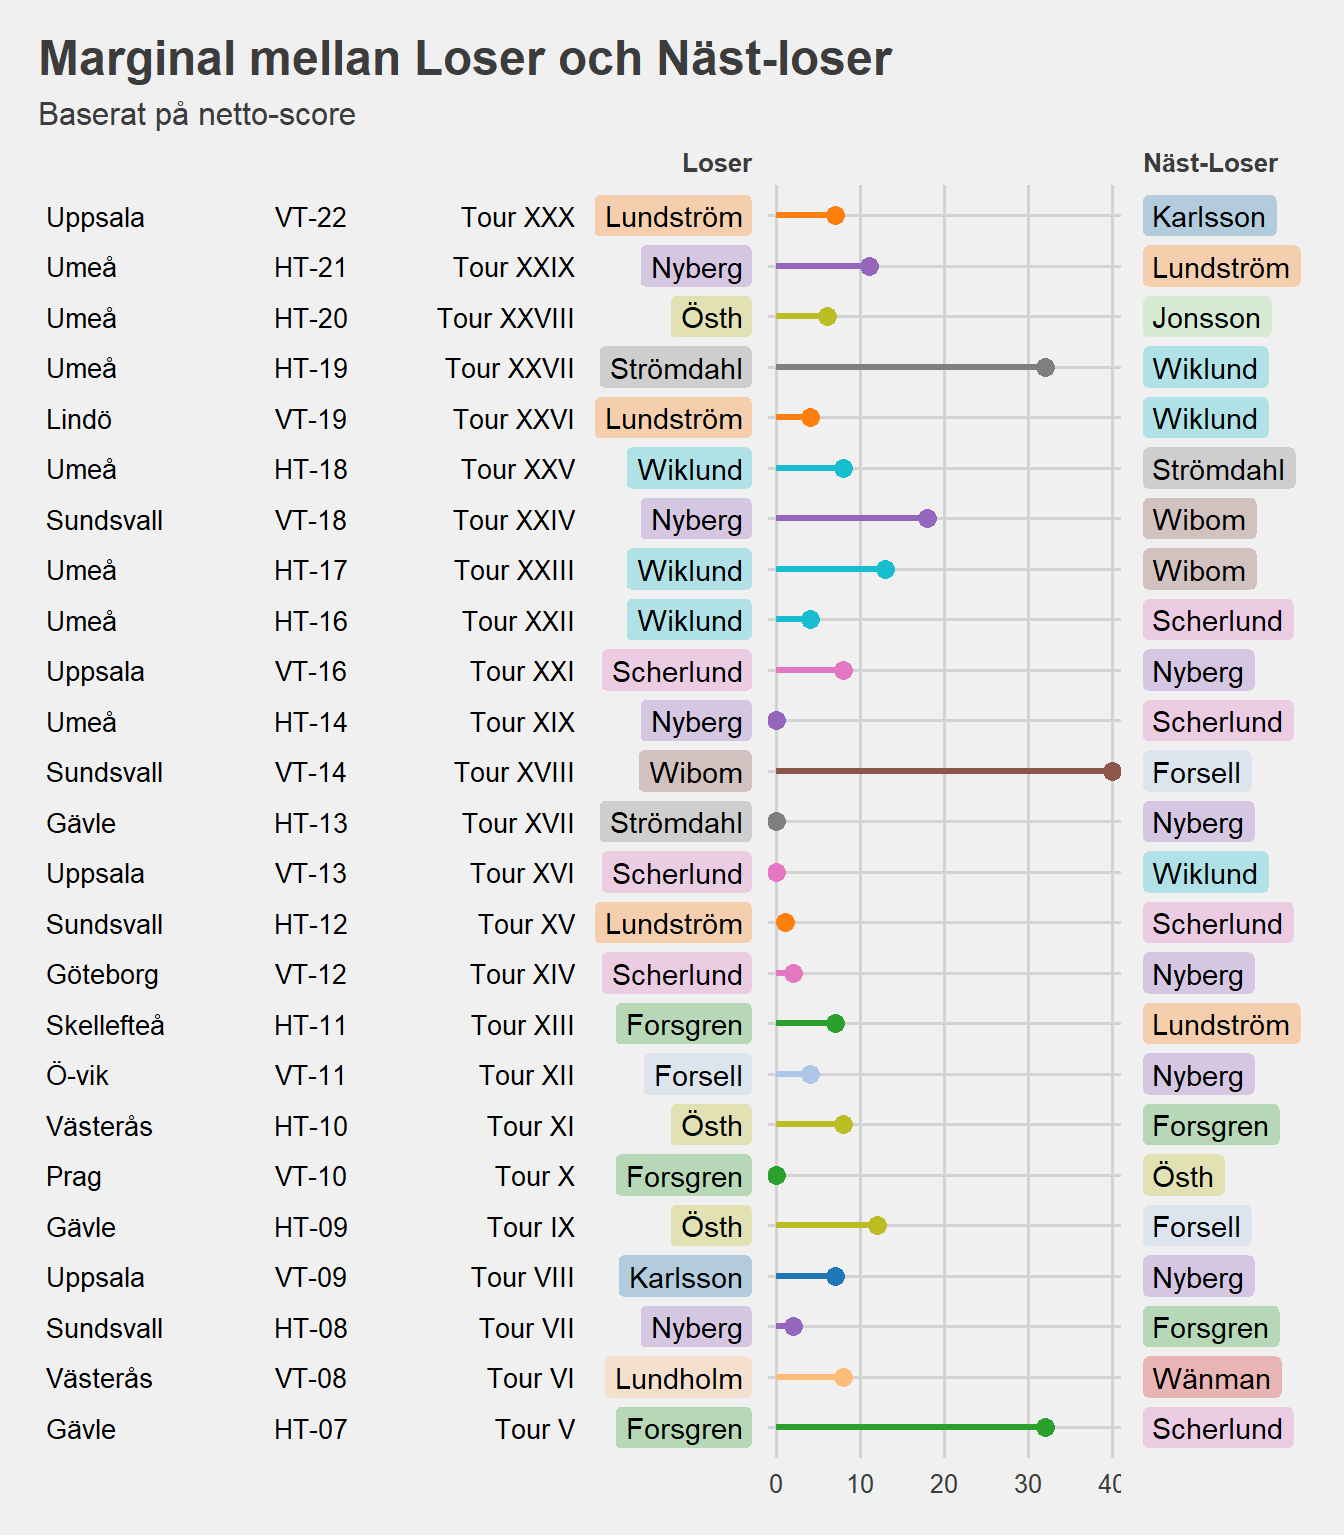 Marginal mellan Loser och Näst-loser
Baserat på netto-score
Loser Näst-Loser
Uppsala VT-22 Tour XXX Lundström Karlsson
Umeå HT-21 Tour XXIX Nyberg Lundström
Umeå HT-20 Tour XXVIII Östh Jonsson
Umeå HT-19 Tour XXVII Strömdahl Wiklund
Lindö VT-19 Tour XXVI Lundström Wiklund
Umeå HT-18 Tour XXV Wiklund Strömdahl
Sundsvall VT-18 Tour XXIV Nyberg Wibom
Umeå HT-17 Tour XXIII Wiklund Wibom
Umeå HT-16 Tour XXII Wiklund Scherlund
Uppsala VT-16 Tour XXI Scherlund Nyberg
Umeå HT-14 Tour XIX Nyberg Scherlund
Sundsvall VT-14 Tour XVIII Wibom Forsell
Gävle HT-13 Tour XVII Strömdahl Nyberg
Uppsala VT-13 Tour XVI Scherlund Wiklund
Sundsvall HT-12 Tour XV Lundström Scherlund
Göteborg VT-12 Tour XIV Scherlund Nyberg
Skellefteå HT-11 Tour XIII Forsgren Lundström
Ö-vik VT-11 Tour XII Forsell Nyberg
Västerås HT-10 Tour XI Östh Forsgren
Prag VT-10 Tour X Forsgren Östh
Gävle HT-09 Tour IX Östh Forsell
Uppsala VT-09 Tour VIII Karlsson Nyberg
Sundsvall HT-08 Tour VII Nyberg Forsgren
Västerås VT-08 Tour VI Lundholm Wänman
Gävle HT-07 Tour V Forsgren Scherlund
0 10 20 30 40